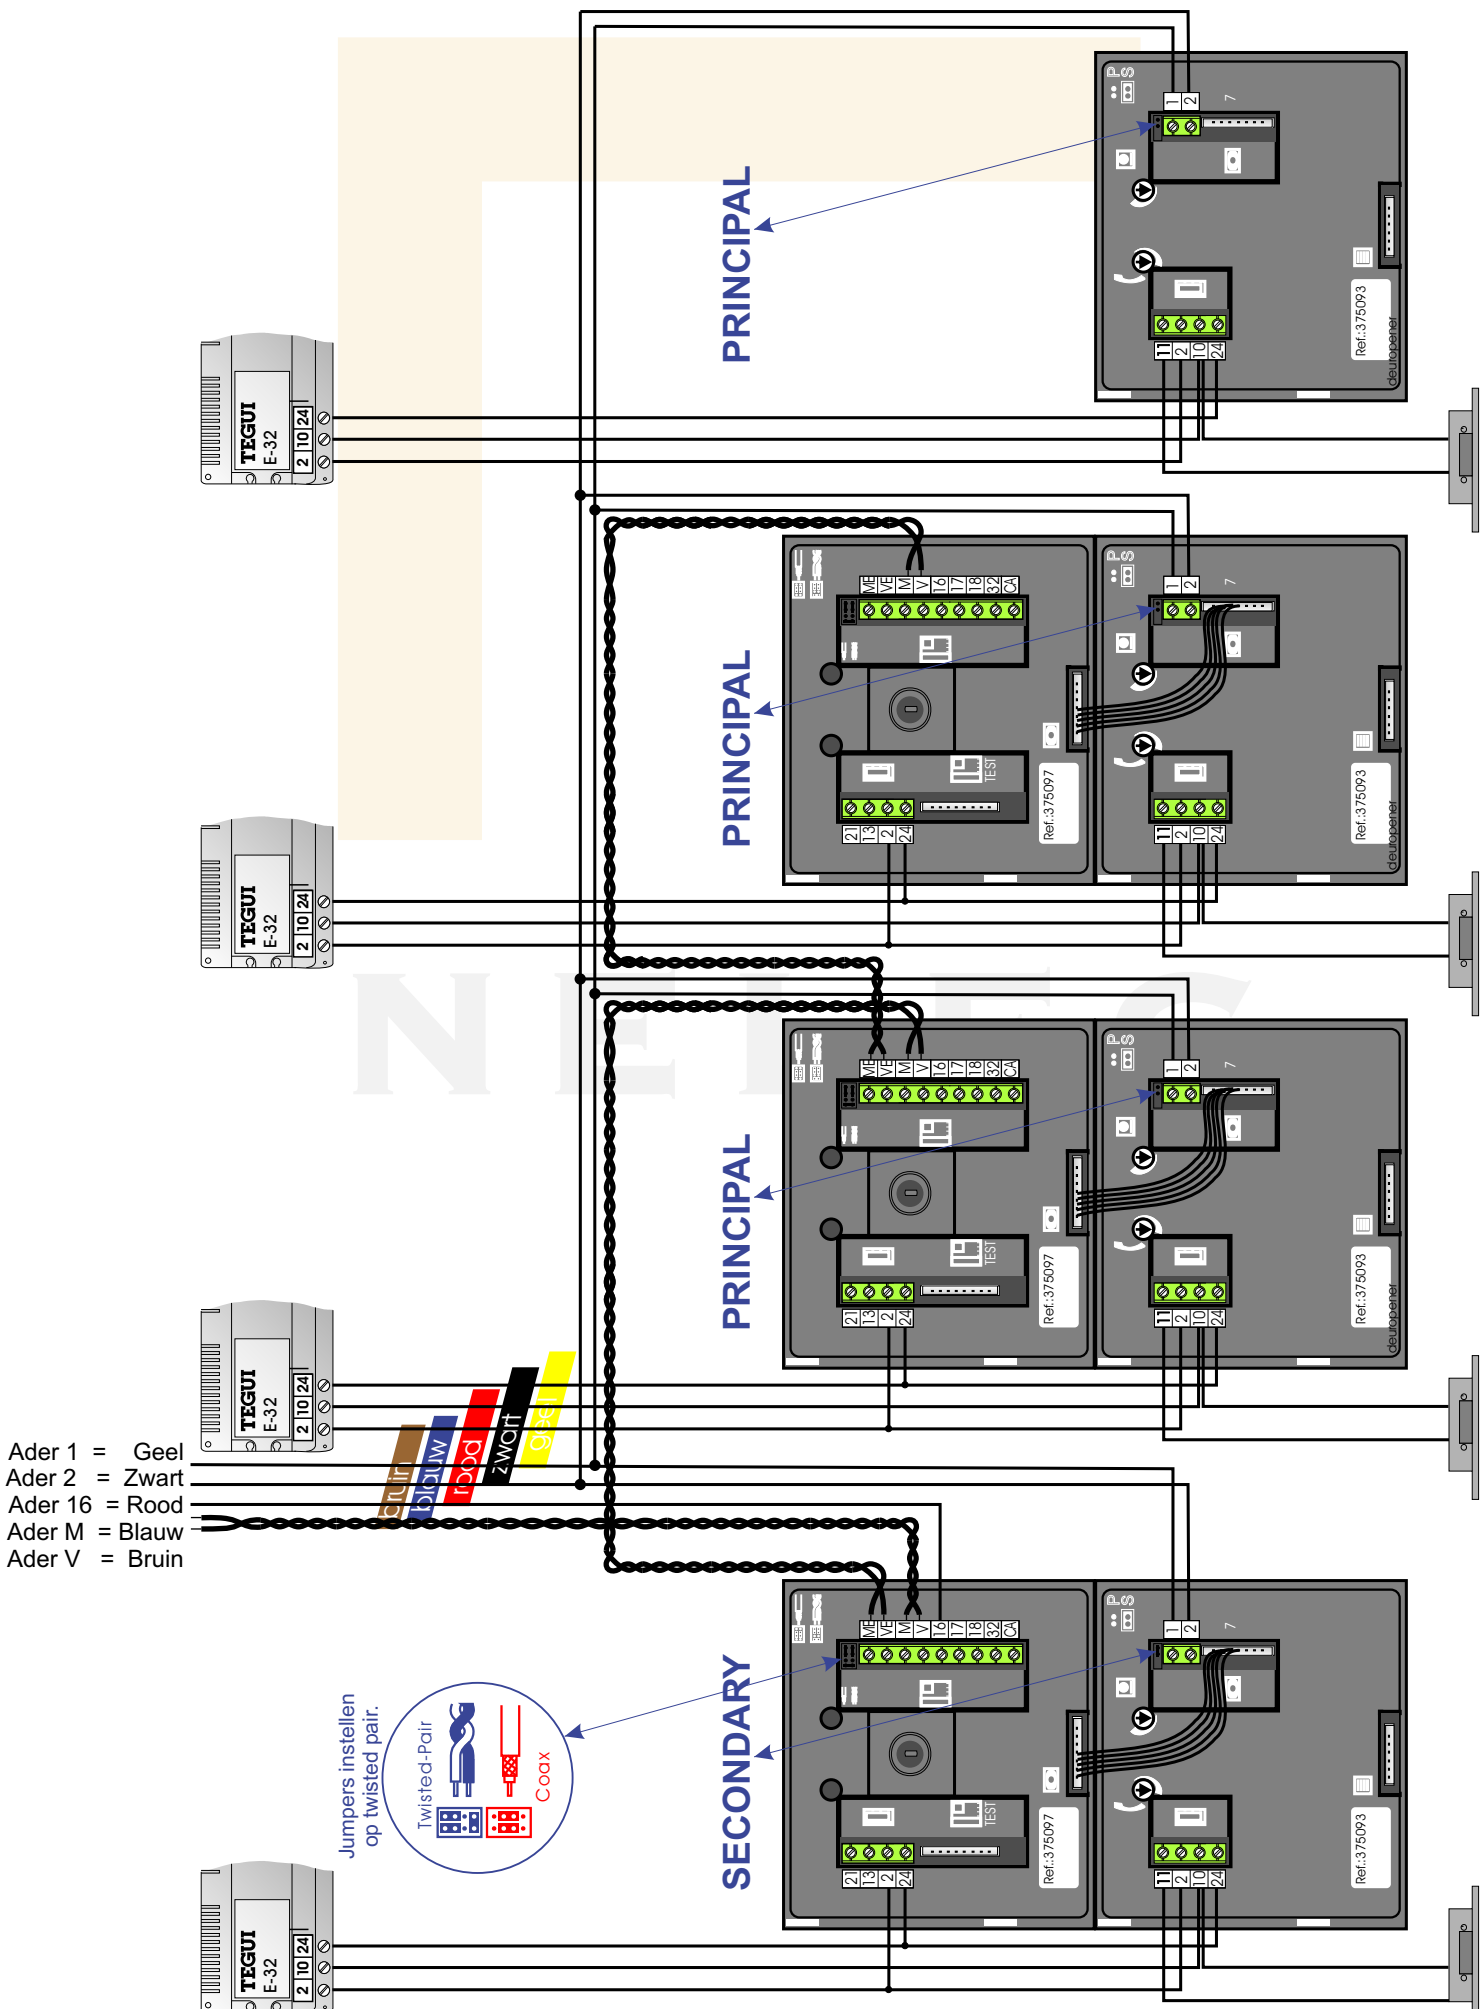 P
S
1
2
7
PRINCIPAL
TEGUI
E-32
2 10 24
11
2
10
24
Ref.:375093
deuropener
ME
VE
M
V
16
17
18
32
CA
P
S
1
2
7
PRINCIPAL
TEST
21
13
2
24
Ref.:375097
TEGUI
E-32
2 10 24
11
2
10
24
Ref.:375093
deuropener
NELEC
ME
VE
M
V
16
17
18
32
CA
P
S
1
2
7
PRINCIPAL
TEST
21
13
2
24
Ref.:375097
TEGUI
E-32
2 10 24
11
2
10
24
Ref.:375093
deuropener
bruin
blauw
rood
zwart
geel
Ader 1 = Geel
Ader 2 = Zwart
Ader 16 = Rood
Ader M = Blauw
Ader V = Bruin
ME
VE
M
V
16
17
18
32
CA
P
S
1
2
7
SECONDARY
Jumpers instellen
op twisted pair.
Twisted-Pair
Coax
TEST
21
13
2
24
Ref.:375097
TEGUI
E-32
2 10 24
11
2
10
24
Ref.:375093